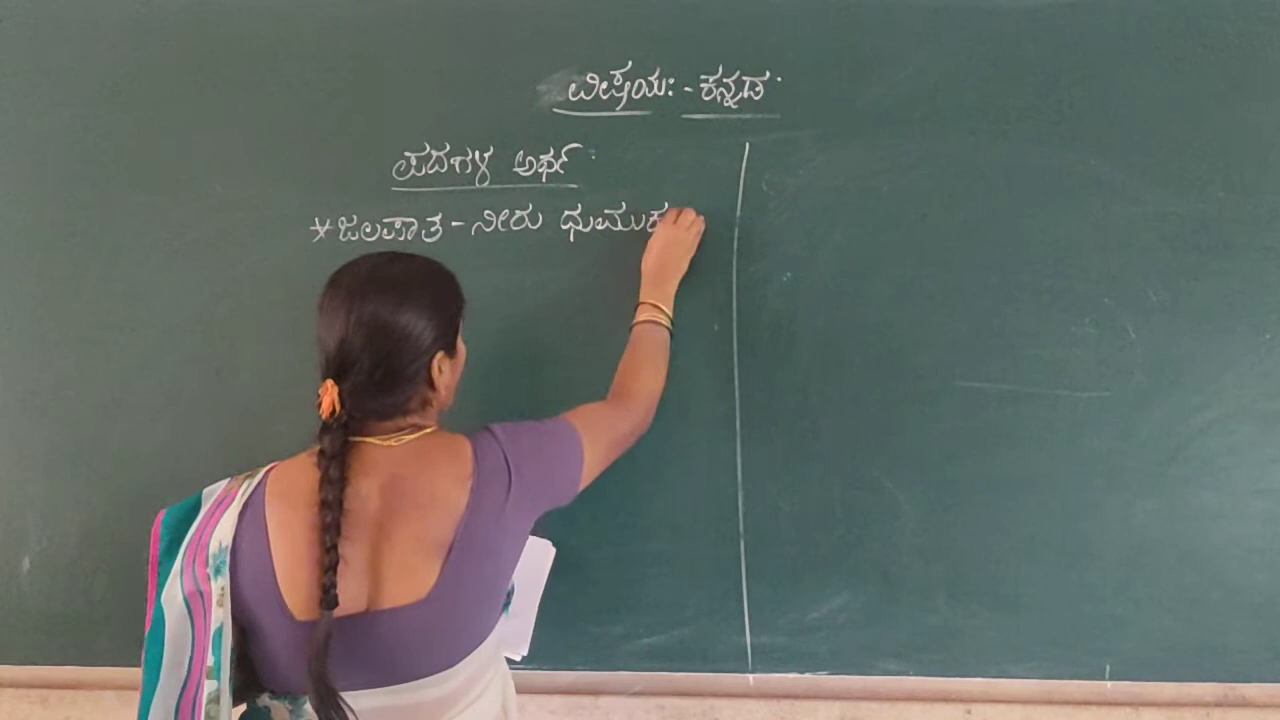 ವಿಷಯ: - ಕನ್ನಡ.
ಪದಗಳ ಅರ್ಥ.
* ಜಲಪಾತ - ನೀರು ಧುಮುಕ